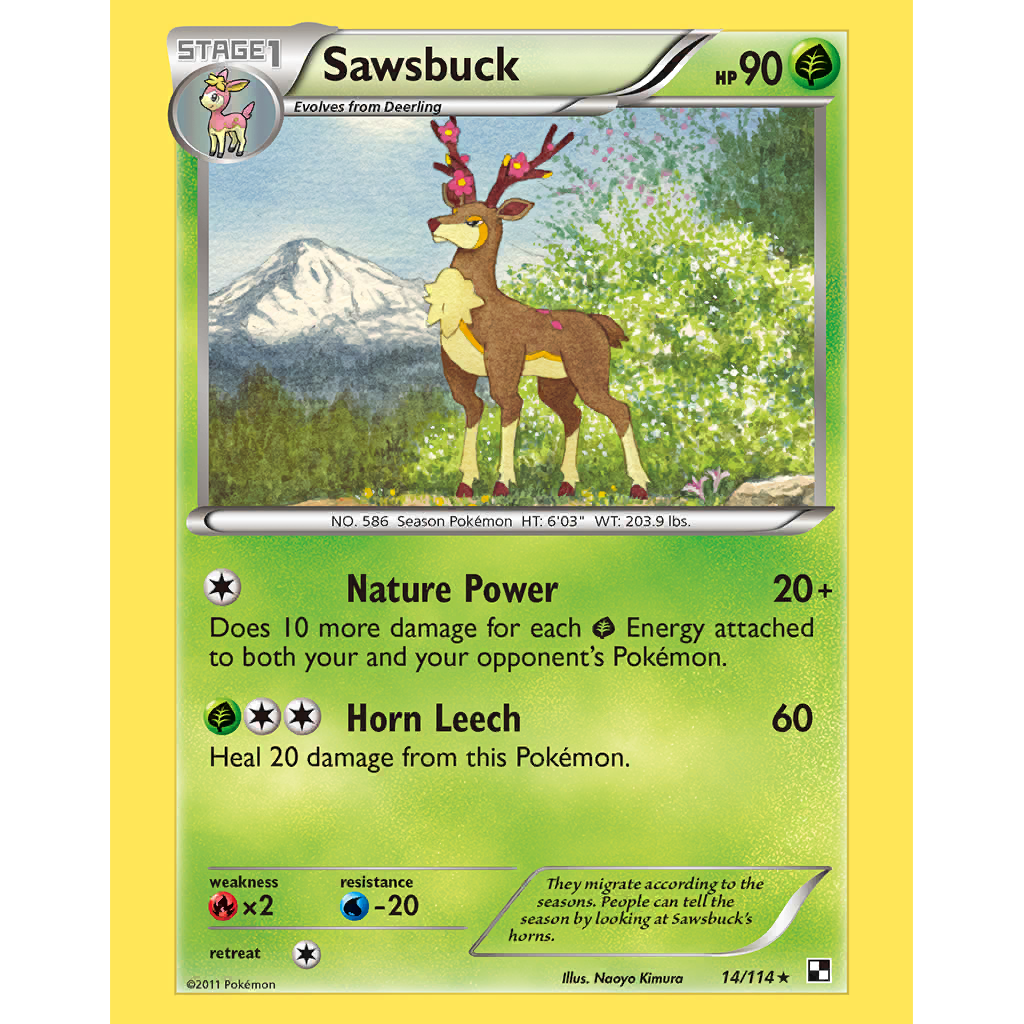 STAGE1
Sawsbuck
HP 90
Evolves from Deerling
NO. 586 Season Pokémon HT: 6'03" WT: 203.9 lbs.
Nature Power 20+
Does 10 more damage for each Energy attached
to both your and your opponent's Pokémon.
Horn Leech 60
Heal 20 damage from this Pokémon.
weakness resistance
×2 -20
They migrate according to the
seasons. People can tell the
season by looking at Sawsbuck's
horns.
retreat
Illus. Naoyo Kimura 14/114 ★
©2011 Pokémon